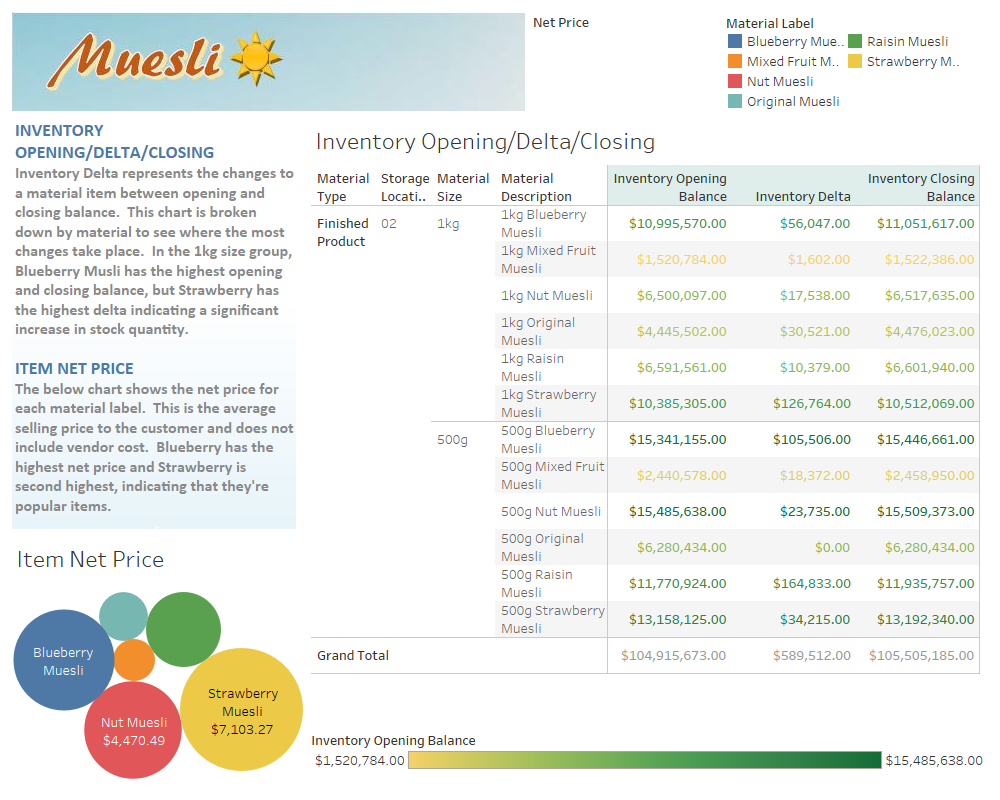 Muesli
Net Price
Material Label
Blueberry Mue..
Raisin Muesli
Mixed Fruit M..
Strawberry M..
Nut Muesli
Original Muesli
INVENTORY
OPENING/DELTA/CLOSING
Inventory Delta represents the changes to
a material item between opening and
closing balance.  This chart is broken
down by material to see where the most
changes take place.  In the 1kg size group,
Blueberry Musli has the highest opening
and closing balance, but Strawberry has
the highest delta indicating a significant
increase in stock quantity.
ITEM NET PRICE
The below chart shows the net price for
each material label.  This is the average
selling price to the customer and does not
include vendor cost.  Blueberry has the
highest net price and Strawberry is
second highest, indicating that they're
popular items.
Item Net Price
Blueberry
Muesli
Nut Muesli
$4,470.49
Strawberry
Muesli
$7,103.27
Inventory Opening/Delta/Closing
Material Type Storage Locati.. Material Size Material Description Inventory Opening Balance Inventory Delta Inventory Closing Balance
Finished Product 02 1kg 1kg Blueberry Muesli $10,995,570.00 $56,047.00 $11,051,617.00
1kg Mixed Fruit Muesli $1,520,784.00 $1,602.00 $1,522,386.00
1kg Nut Muesli $6,500,097.00 $17,538.00 $6,517,635.00
1kg Original Muesli $4,445,502.00 $30,521.00 $4,476,023.00
1kg Raisin Muesli $6,591,561.00 $10,379.00 $6,601,940.00
1kg Strawberry Muesli $10,385,305.00 $126,764.00 $10,512,069.00
500g 500g Blueberry Muesli $15,341,155.00 $105,506.00 $15,446,661.00
500g Mixed Fruit Muesli $2,440,578.00 $18,372.00 $2,458,950.00
500g Nut Muesli $15,485,638.00 $23,735.00 $15,509,373.00
500g Original Muesli $6,280,434.00 $0.00 $6,280,434.00
500g Raisin Muesli $11,770,924.00 $164,833.00 $11,935,757.00
500g Strawberry Muesli $13,158,125.00 $34,215.00 $13,192,340.00
Grand Total $104,915,673.00 $589,512.00 $105,505,185.00
Inventory Opening Balance
$1,520,784.00 $15,485,638.00